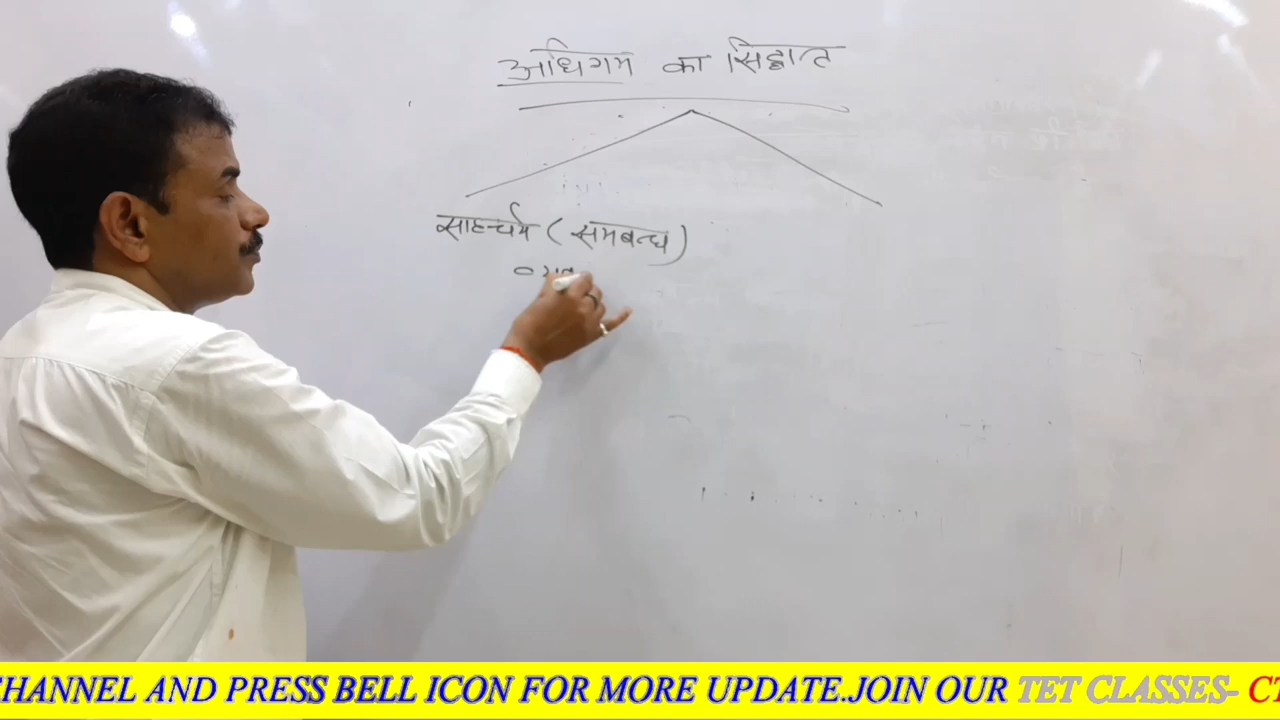 अधिगम का सिद्धान्त
साहचर्य ( सम्बन्ध )
CHANNEL AND PRESS BELL ICON FOR MORE UPDATE.JOIN OUR TET CLASSES-